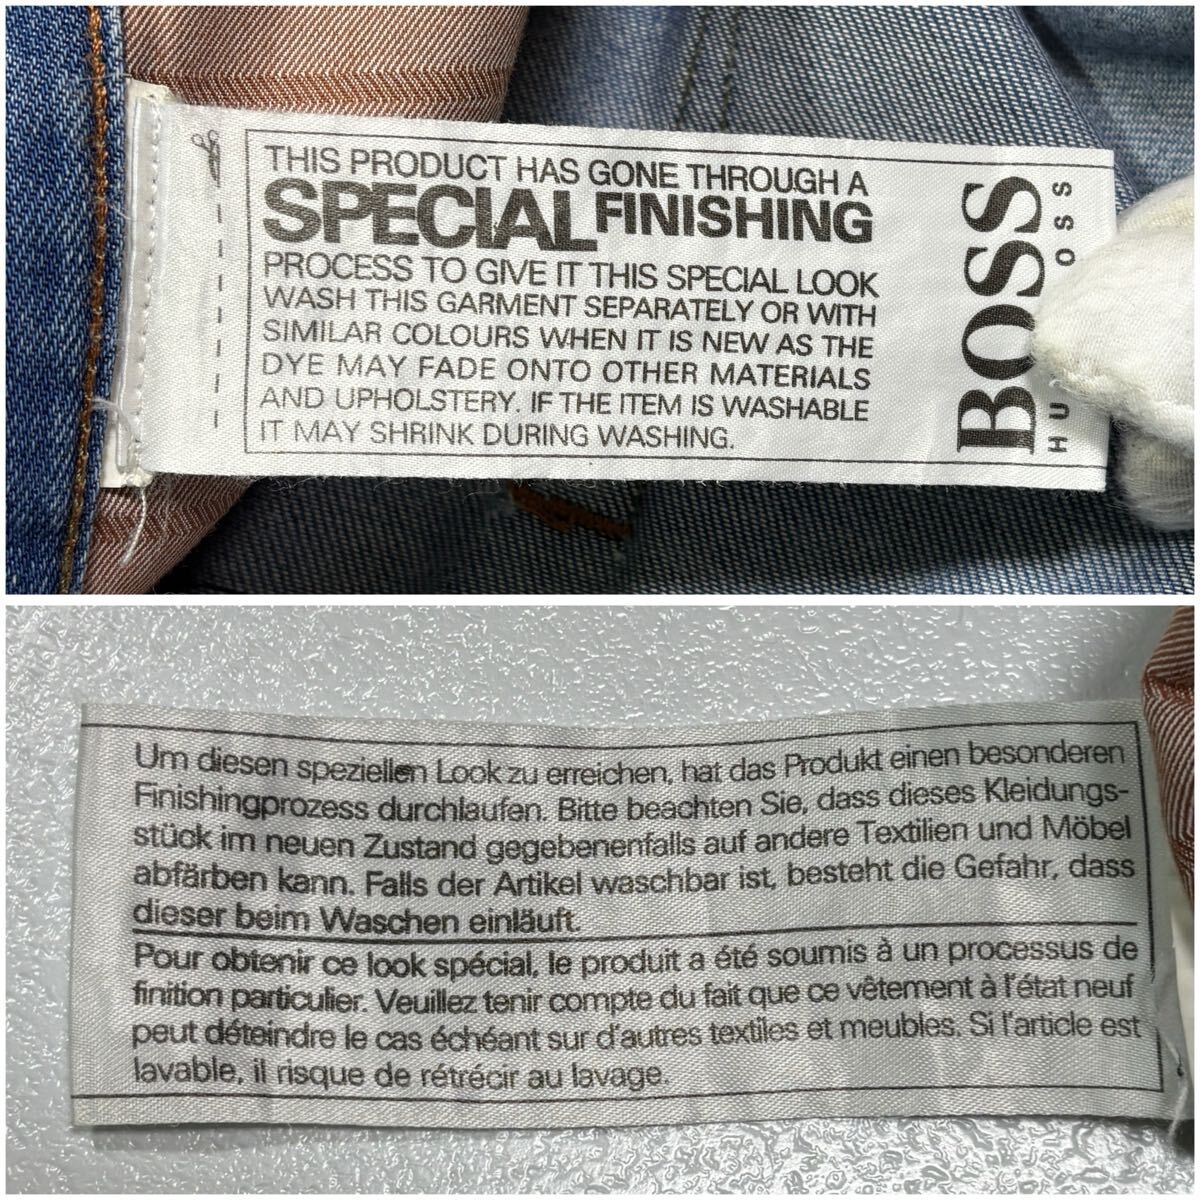 THIS PRODUCT HAS GONE THROUGH A
SPECIAL FINISHING
PROCESS TO GIVE IT THIS SPECIAL LOOK
WASH THIS GARMENT SEPARATELY OR WITH
SIMILAR COLOURS WHEN IT IS NEW AS THE
DYE MAY FADE ONTO OTHER MATERIALS
AND UPHOLSTERY. IF THE ITEM IS WASHABLE
IT MAY SHRINK DURING WASHING.
BOSS
Um diesen speziellen Look zu erreichen, hat das Produkt einen besonderen
Finishingprozess durchlaufen. Bitte beachten Sie, dass dieses Kleidungs-
stück im neuen Zustand gegebenenfalls auf andere Textilien und Möbel
abfärben kann. Falls der Artikel waschbar ist, besteht die Gefahr, dass
dieser beim Waschen einläuft.
Pour obtenir ce look spécial, le produit a été soumis à un processus de
finition particulier. Veuillez tenir compte du fait que ce vêtement à l'état neuf
peut déteindre le cas échéant sur d'autres textiles et meubles. Si l'article est
lavable, il risque de rétrécir au lavage.